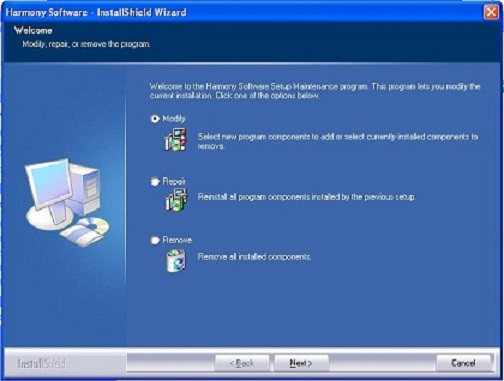 Harmony Software - InstallShield Wizard
Welcome
Modify, repair, or remove the program.
Welcome to the Harmony Software Setup Maintenance program. This program lets you modify the
current installation. Click one of the options below.
Modify
Select new program components to add or select currently installed components to
remove.
Repair
Reinstall all program components installed by the previous setup.
Remove
Remove all installed components.
InstallShield
< Back
Next >
Cancel